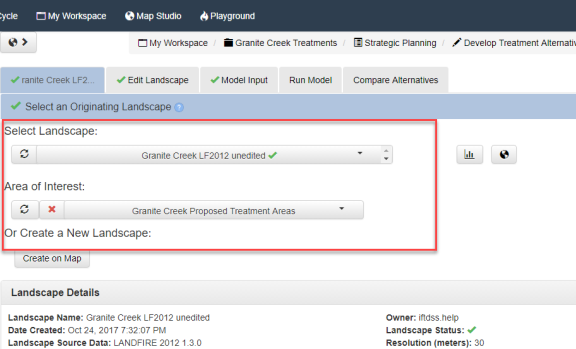 Cycle My Workspace Map Studio Playground
My Workspace / Granite Creek Treatments / Strategic Planning / Develop Treatment Alternativ
ranite Creek LF2... Edit Landscape Model Input Run Model Compare Alternatives
Select an Originating Landscape ?
Select Landscape:
Granite Creek LF2012 unedited
Area of Interest:
Granite Creek Proposed Treatment Areas
Or Create a New Landscape:
Create on Map
Landscape Details
Landscape Name: Granite Creek LF2012 unedited Owner: iftdss.help
Date Created: Oct 24, 2017 7:32:07 PM Landscape Status:
Landscape Source Data: LANDFIRE 2012 1.3.0 Resolution (meters): 30